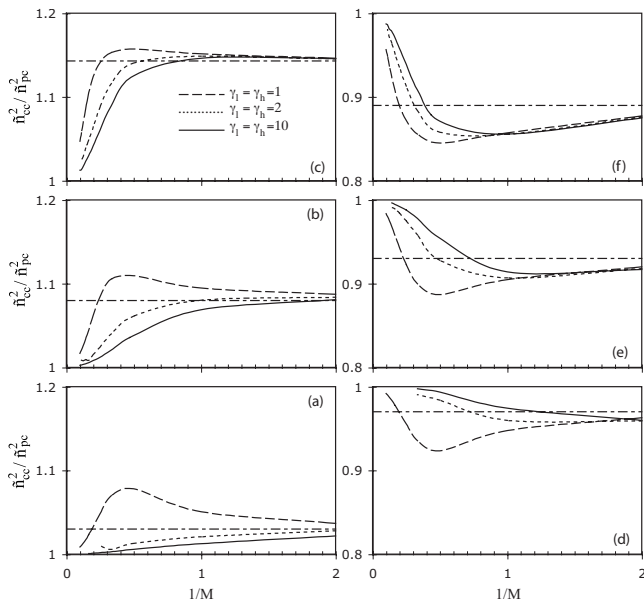 1.2
1.1
1
ñ²cc / ñ²pc
γl = γh =1
γl = γh =2
γl = γh =10
(c)
1
0.9
0.8
(f)
1.2
1.1
1
ñ²cc / ñ²pc
(b)
1
0.9
0.8
(e)
1.2
1.1
1
ñ²cc / ñ²pc
(a)
0
1
2
1/M
1
0.9
0.8
(d)
0
1
2
1/M